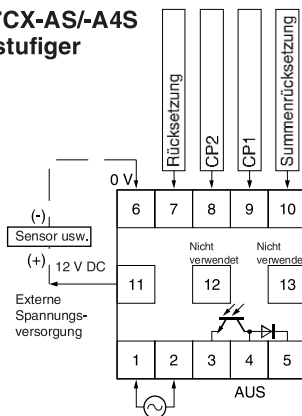 7CX-AS/-A4S
stufiger
Rücksetzung
CP2
CP1
Summenrücksetzung
0 V
6
7
8
9
10
(-)
Sensor usw.
(+)
12 V DC
Nicht
verwendet
Nicht
verwendet
11
12
13
Externe
Spannungs-
versorgung
1
2
3
4
5
AUS